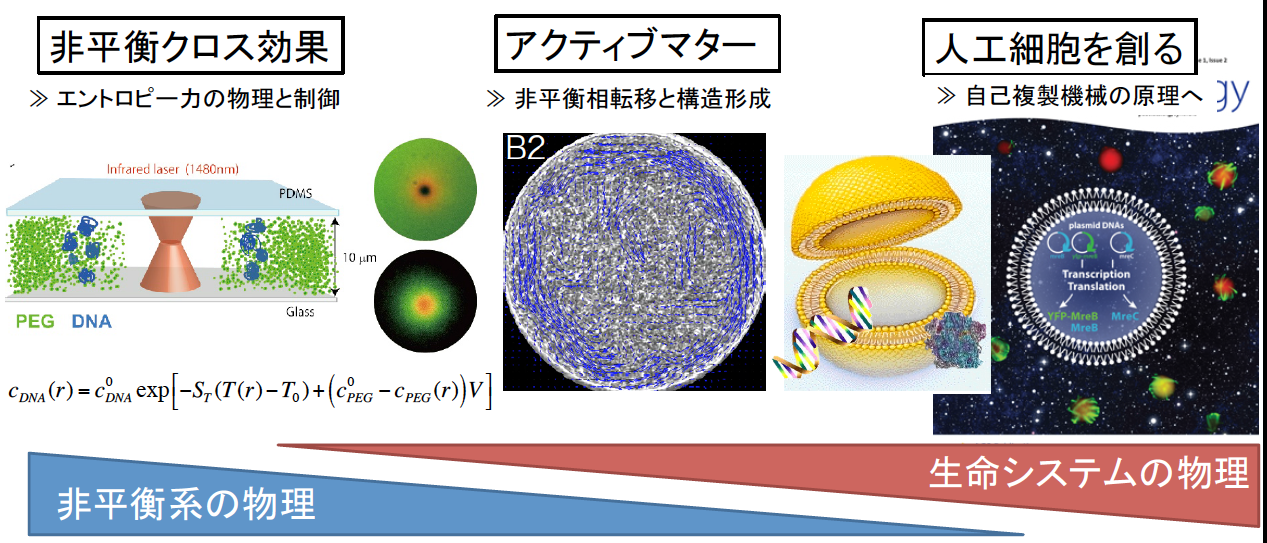 非平衡クロス効果
≫ エントロピー力の物理と制御
Infrared laser (1480nm)
PDMS
10 μm
Glass
PEG DNA
c_DNA(r) = c^0_DNA exp[−S_T(T(r)−T_0)+(c^0_PEG − c_PEG(r))V]
アクティブマター
≫ 非平衡相転移と構造形成
B2
人工細胞を創る
≫ 自己複製機械の原理へ
gy
plasmid DNAs
mreC
Transcription
Translation
YFP-MreB MreC
MreB
非平衡系の物理
生命システムの物理